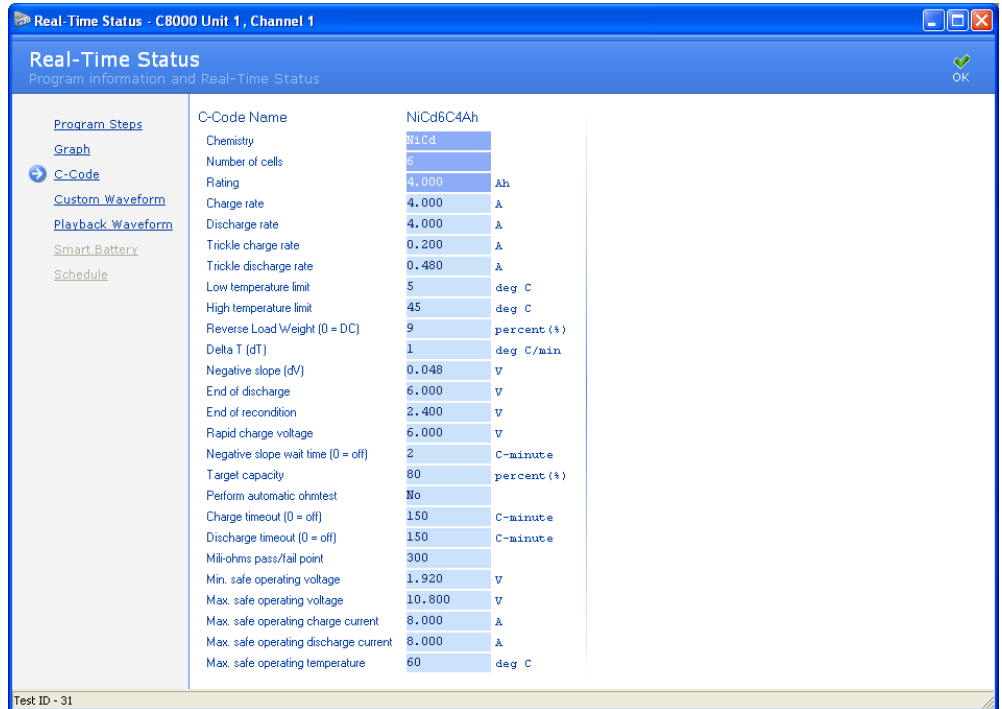 Real-Time Status - C8000 Unit 1, Channel 1
Real-Time Status
Program information and Real-Time Status
OK
Program Steps
Graph
C-Code
Custom Waveform
Playback Waveform
Smart Battery
Schedule
C-Code Name NiCd6C4Ah
Chemistry NiCd
Number of cells 6
Rating 4.000 Ah
Charge rate 4.000 A
Discharge rate 4.000 A
Trickle charge rate 0.200 A
Trickle discharge rate 0.480 A
Low temperature limit 5 deg C
High temperature limit 45 deg C
Reverse Load Weight (0 = DC) 9 percent(%)
Delta T (dT) 1 deg C/min
Negative slope (dV) 0.048 V
End of discharge 6.000 V
End of recondition 2.400 V
Rapid charge voltage 6.000 V
Negative slope wait time (0 = off) 2 C-minute
Target capacity 80 percent(%)
Perform automatic ohmtest No
Charge timeout (0 = off) 150 C-minute
Discharge timeout (0 = off) 150 C-minute
Mili-ohms pass/fail point 300
Min. safe operating voltage 1.920 V
Max. safe operating voltage 10.800 V
Max. safe operating charge current 8.000 A
Max. safe operating discharge current 8.000 A
Max. safe operating temperature 60 deg C
Test ID - 31